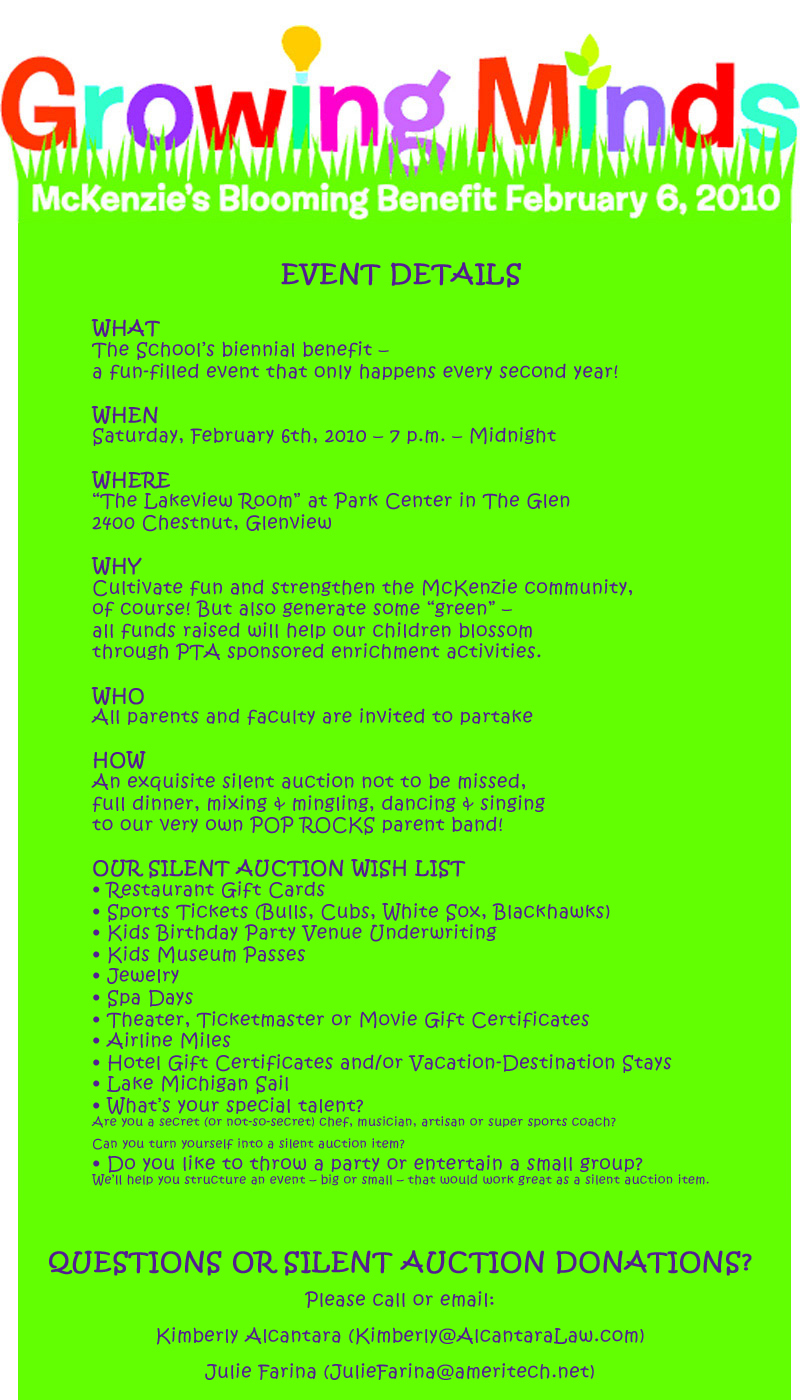 Growing Minds
McKenzie's Blooming Benefit February 6, 2010
EVENT DETAILS
WHAT
The School's biennial benefit –
a fun-filled event that only happens every second year!
WHEN
Saturday, February 6th, 2010 – 7 p.m. – Midnight
WHERE
“The Lakeview Room” at Park Center in The Glen
2400 Chestnut, Glenview
WHY
Cultivate fun and strengthen the McKenzie community,
of course! But also generate some “green” –
all funds raised will help our children blossom
through PTA sponsored enrichment activities.
WHO
All parents and faculty are invited to partake
HOW
An exquisite silent auction not to be missed,
full dinner, mixing & mingling, dancing & singing
to our very own POP ROCKS parent band!
OUR SILENT AUCTION WISH LIST
• Restaurant Gift Cards
• Sports Tickets (Bulls, Cubs, White Sox, Blackhawks)
• Kids Birthday Party Venue Underwriting
• Kids Museum Passes
• Jewelry
• Spa Days
• Theater, Ticketmaster or Movie Gift Certificates
• Airline Miles
• Hotel Gift Certificates and/or Vacation-Destination Stays
• Lake Michigan Sail
• What's your special talent?
Are you a secret (or not-so-secret) chef, musician, artisan or super sports coach?
Can you turn yourself into a silent auction item?
• Do you like to throw a party or entertain a small group?
We'll help you structure an event – big or small – that would work great as a silent auction item.
QUESTIONS OR SILENT AUCTION DONATIONS?
Please call or email:
Kimberly Alcantara (Kimberly@AlcantaraLaw.com)
Julie Farina (JulieFarina@ameritech.net)